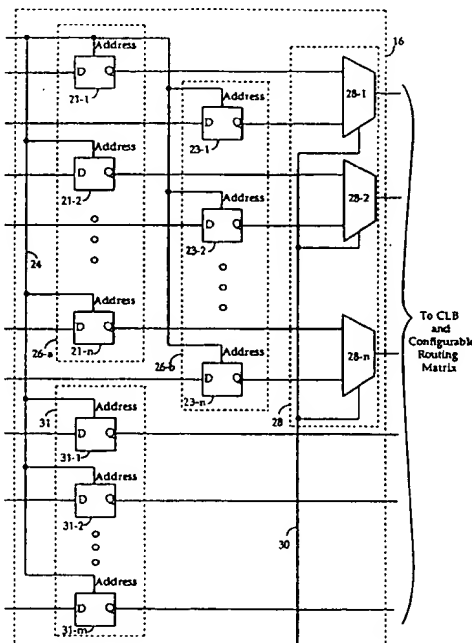 16
Address
D Q
21-1
Address
D Q
23-1
28-1
Address
D Q
21-2
Address
D Q
23-2
28-2
24
Address
D Q
21-n
26-a
Address
D Q
23-n
26-b
28-n
28
To CLB
and
Configurable
Routing
Matrix
31
Address
D Q
31-1
Address
D Q
31-2
30
Address
D Q
31-m